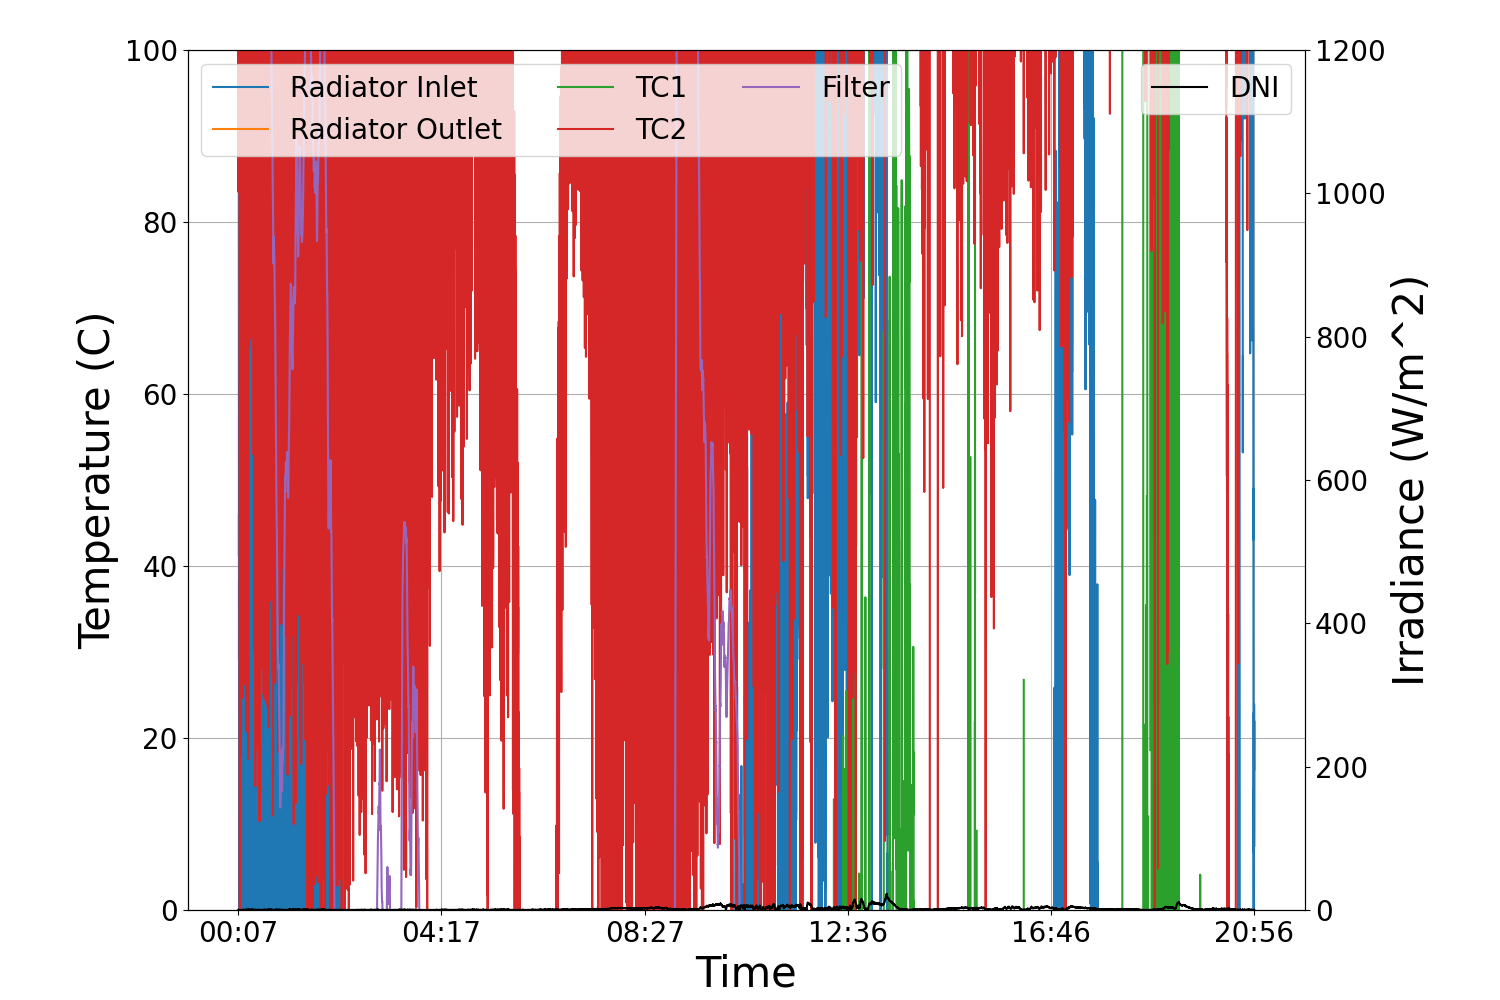 100
80
60
40
20
0
Temperature (C)
Radiator Inlet
Radiator Outlet
TC1
TC2
Filter
DNI
1200
1000
800
600
400
200
0
Irradiance (W/m^2)
00:07 04:17 08:27 12:36 16:46 20:56
Time